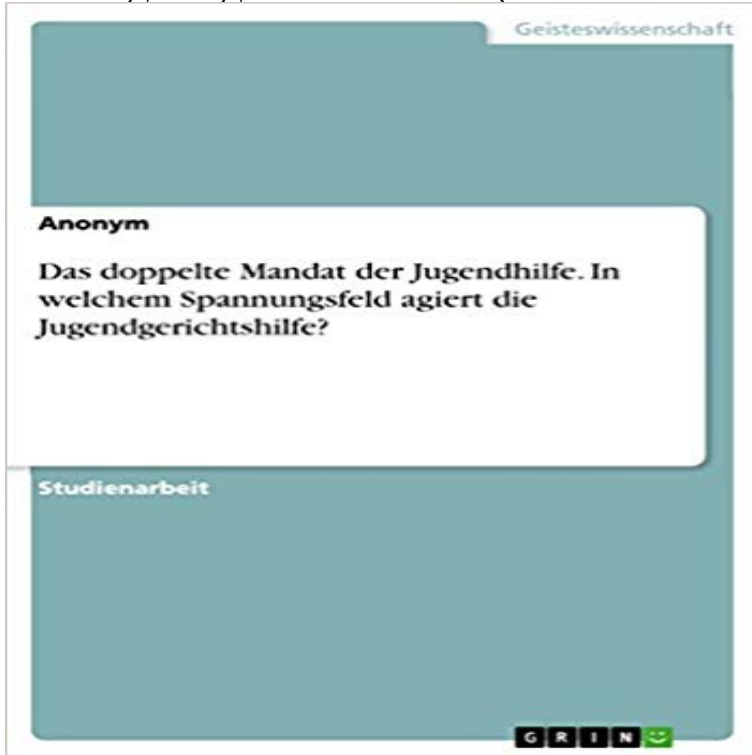 Geisteswissenschaft
Anonym
Das doppelte Mandat der Jugendhilfe. In
welchem Spannungsfeld agiert die
Jugendgerichtshilfe?
Studienarbeit
GRIN